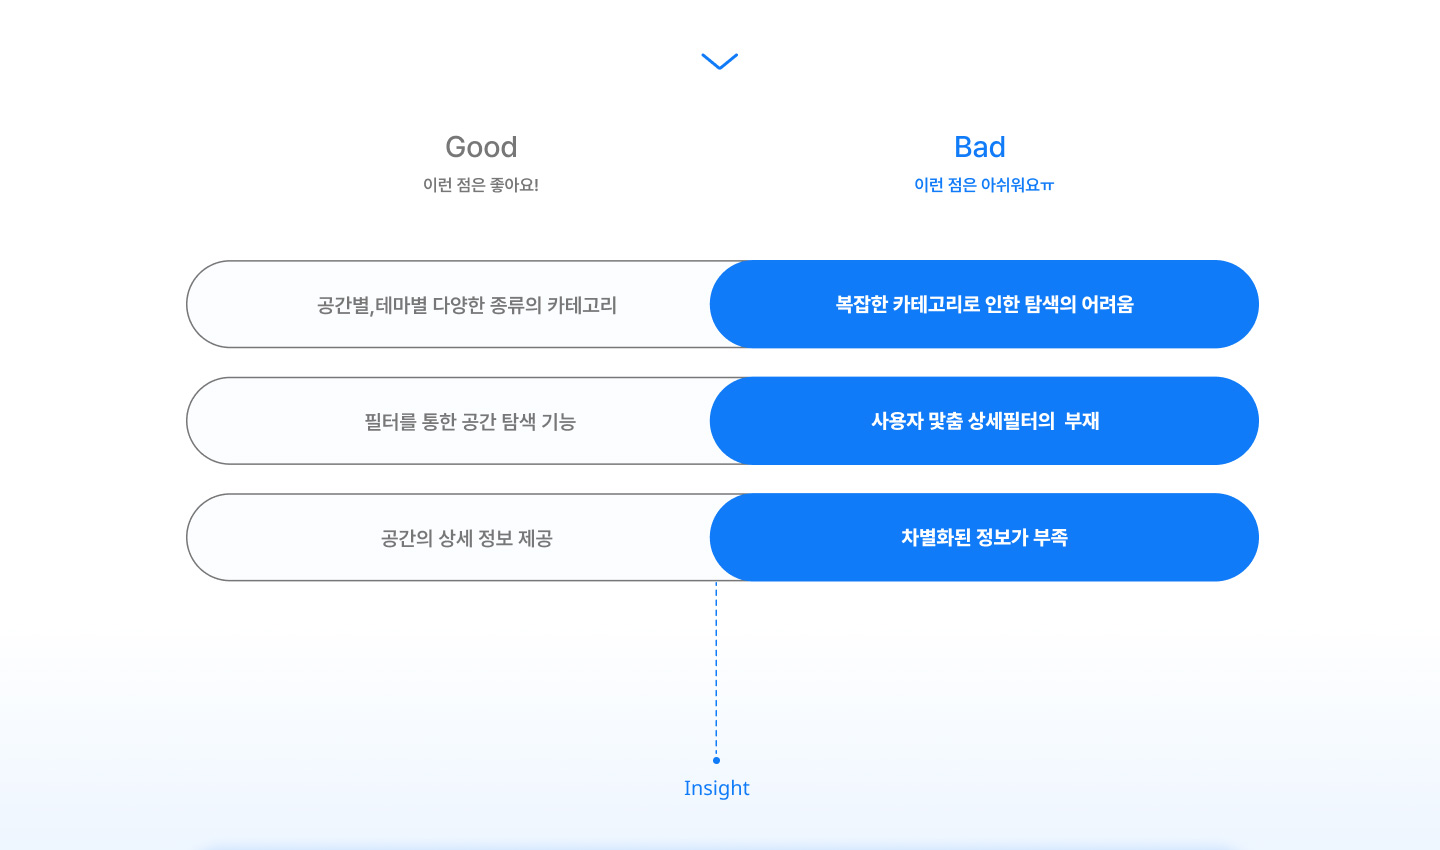 Good
Bad
이런 점은 좋아요!
이런 점은 아쉬워요ㅠ
공간별,테마별 다양한 종류의 카테고리
복잡한 카테고리로 인한 탐색의 어려움
필터를 통한 공간 탐색 기능
사용자 맟춤 상세필터의  부재
공간의 상세 정보 제공
차별화된 정보가 부족
Insight